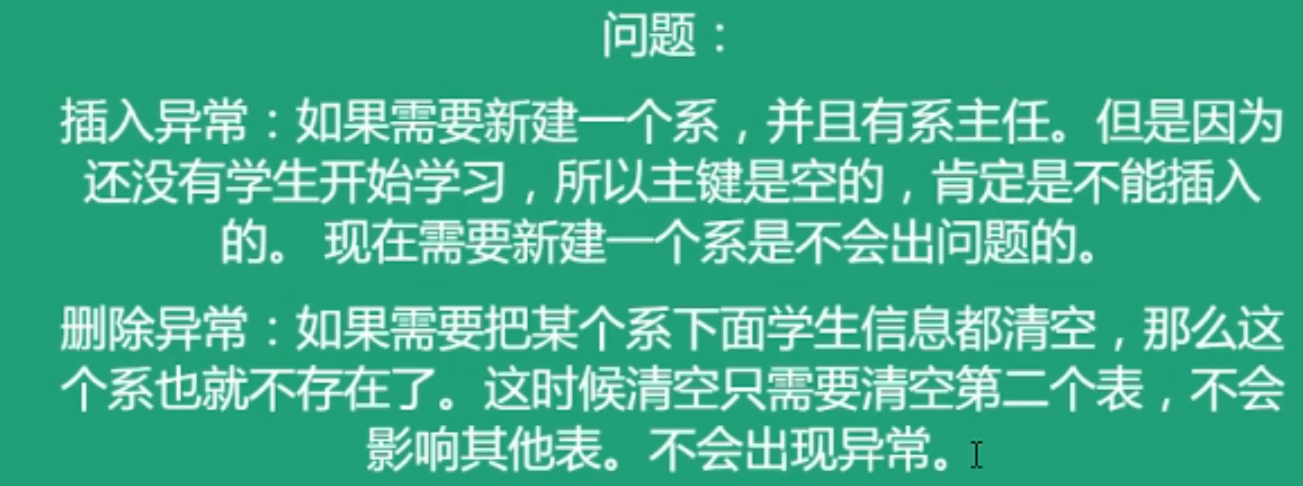 问题：
插入异常：如果需要新建一个系，并且有系主任。但是因为
还没有学生开始学习，所以主键是空的，肯定是不能插入
的。 现在需要新建一个系是不会出问题的。
删除异常：如果需要把某个系下面学生信息都清空，那么这
个系也就不存在了。这时候清空只需要清空第二个表，不会
影响其他表。不会出现异常。